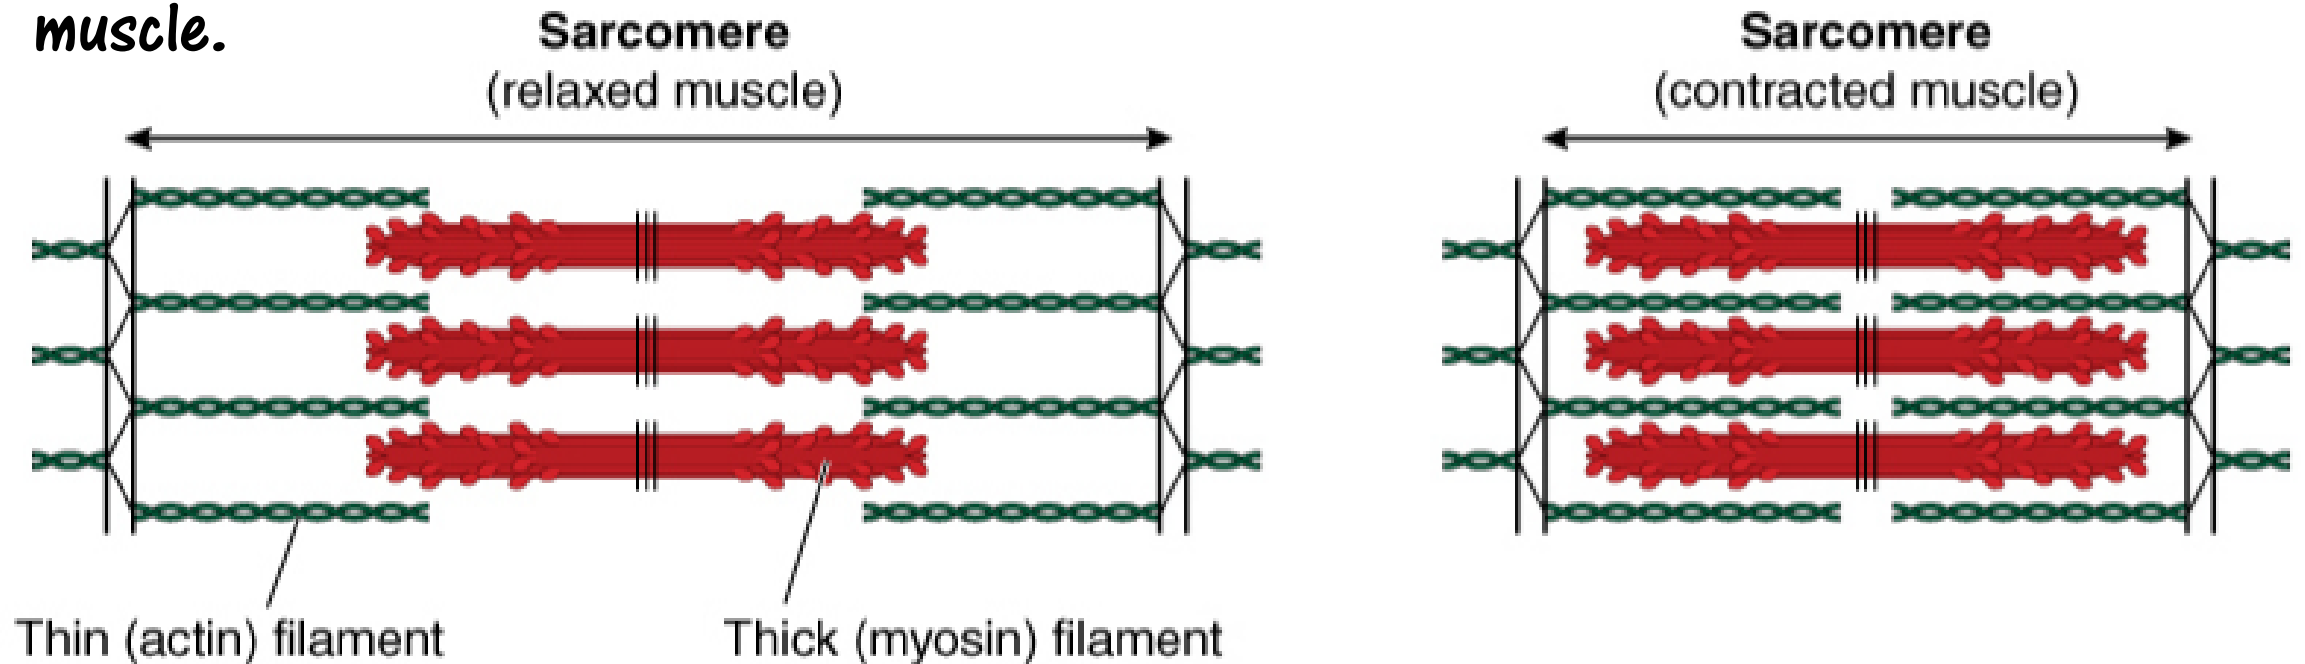 muscle.
Sarcomere
(relaxed muscle)
Sarcomere
(contracted muscle)
Thin (actin) filament
Thick (myosin) filament